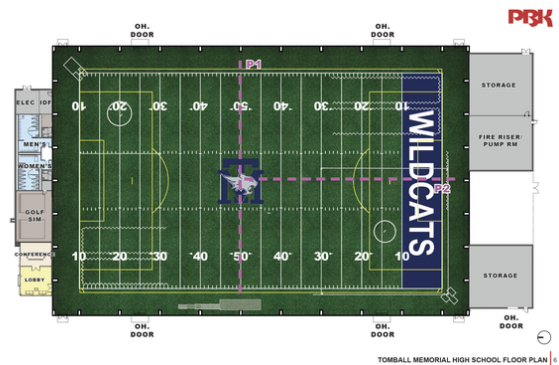 PBK
OH.
DOOR
OH.
DOOR
P1
STORAGE
ELEC IDF
10 20 30 40 50 40 30 20 10
FIRE RISER/
PUMP RM
MEN'S
WOMEN'S
WILDCATS
P2
GOLF
SIM
CONFERENCE
LOBBY
10 20 30 40 50 40 30 20 10
STORAGE
OH.
DOOR
OH.
DOOR
OH.
DOOR
TOMBALL MEMORIAL HIGH SCHOOL FLOOR PLAN 6